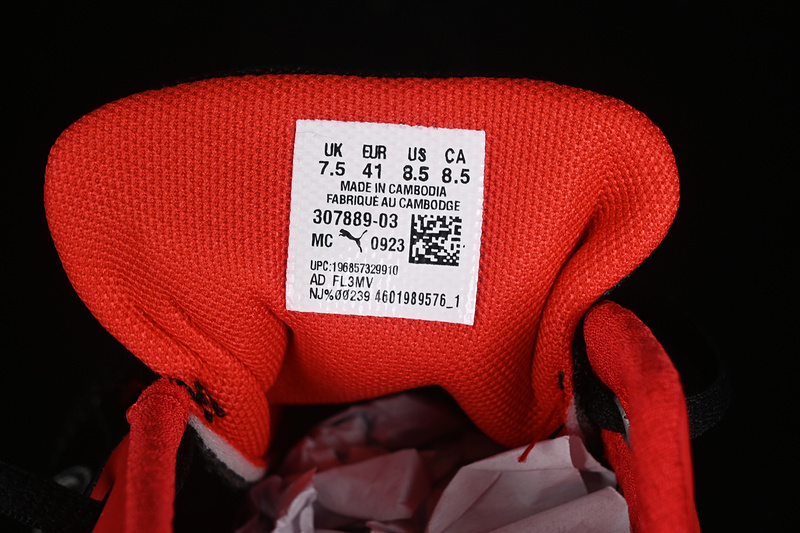 UK EUR US CA
7.5 41 8.5 8.5
MADE IN CAMBODIA
FABRIQUÉ AU CAMBODGE
307889-03
MC 0923
UPC:196857329910
AD FL3MV
NJ%00239 4601989576_1